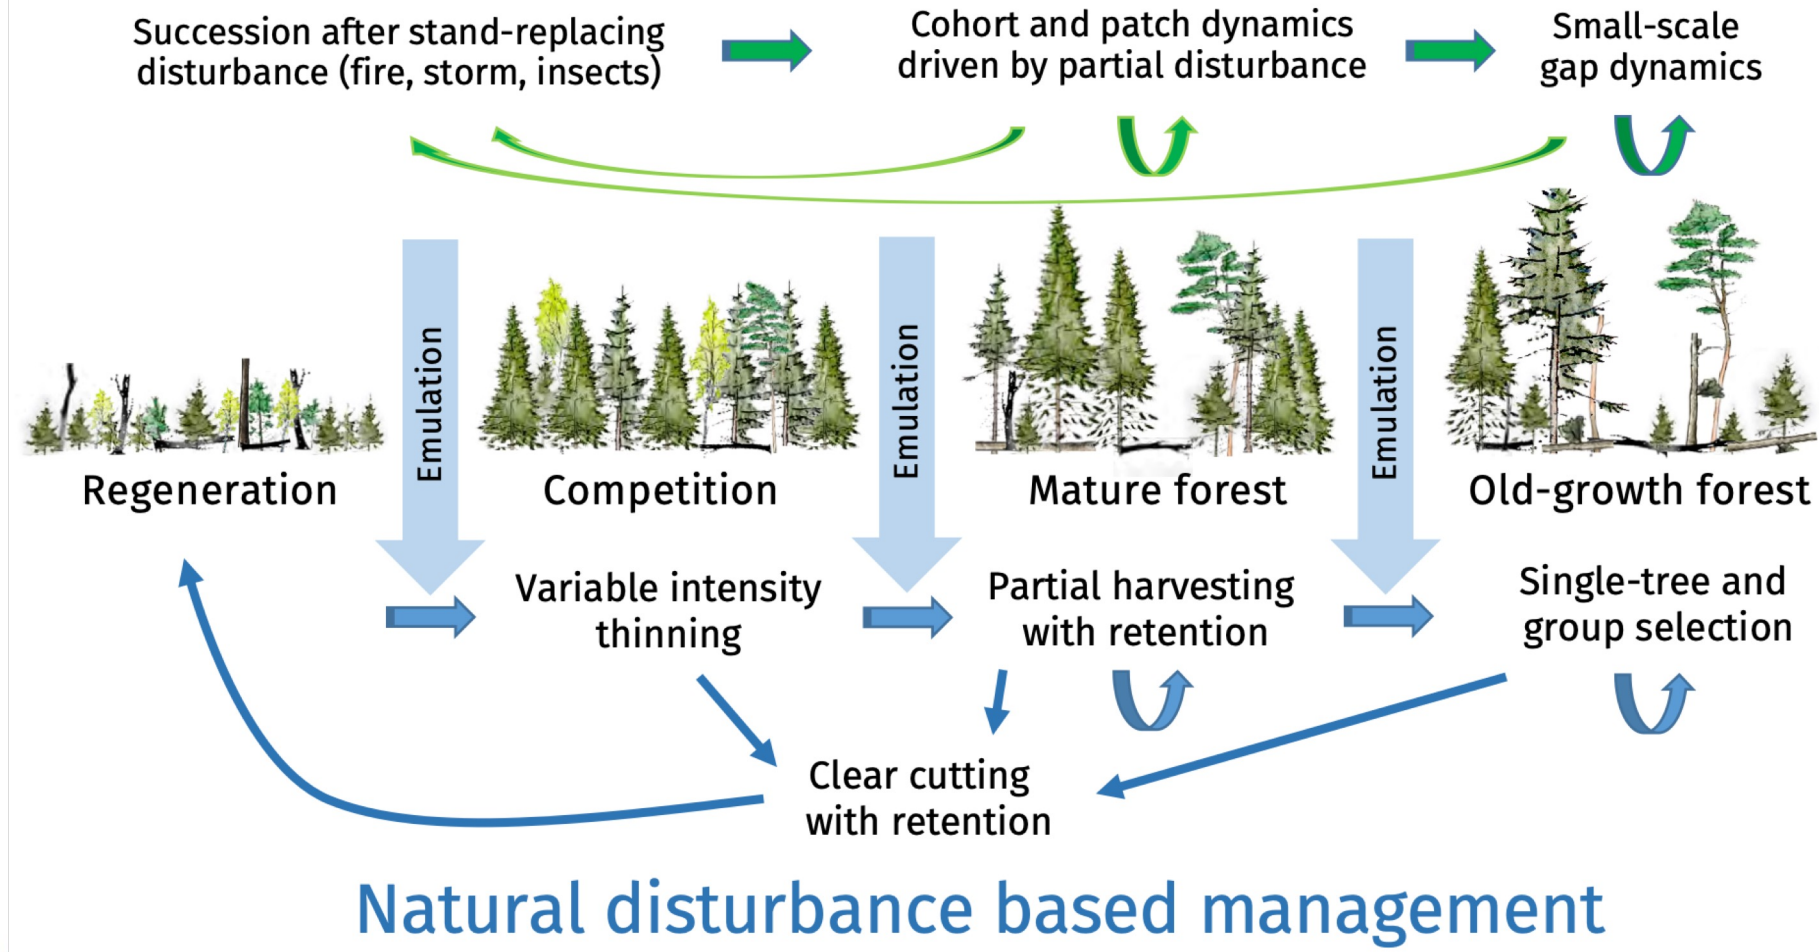 Succession after stand-replacing
disturbance (fire, storm, insects)
Cohort and patch dynamics
driven by partial disturbance
Small-scale
gap dynamics
Emulation
Emulation
Emulation
Regeneration
Competition
Mature forest
Old-growth forest
Variable intensity
thinning
Partial harvesting
with retention
Single-tree and
group selection
Clear cutting
with retention
Natural disturbance based management